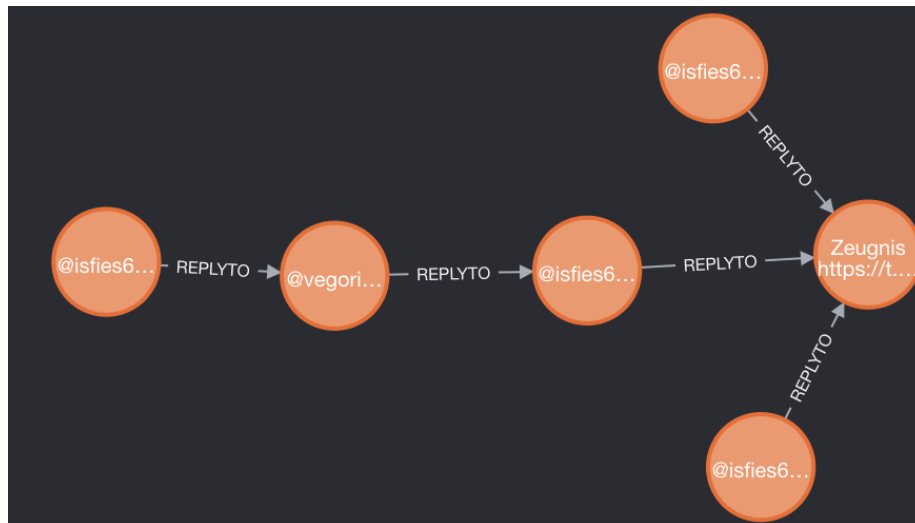 @isfies6...
REPLYTO
Zeugnis
https://t....
@isfies6...
REPLYTO
@vegori...
REPLYTO
@isfies6...
REPLYTO
REPLYTO
@isfies6...